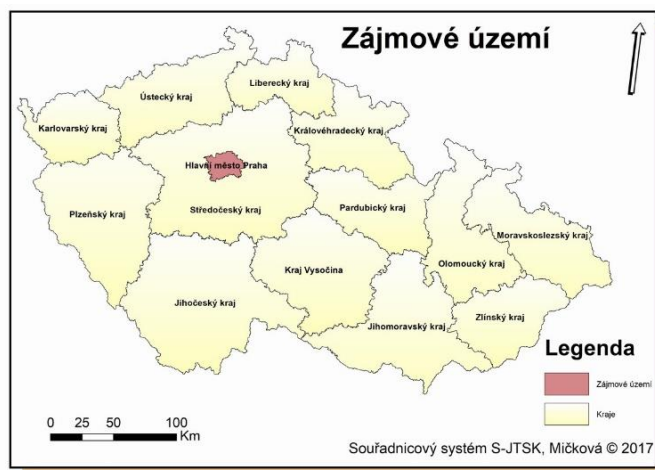 Zájmové území
Liberecký kraj
Ústecký kraj
Karlovarský kraj
Královéhradecký kraj
Hlavní město Praha
Plzeňský kraj
Středočeský kraj
Pardubický kraj
Moravskoslezský kraj
Olomoucký kraj
Kraj Vysočina
Jihočeský kraj
Jihomoravský kraj
Zlínský kraj
Legenda
Zájmové území
Kraje
0 25 50 100
Km
Souřadnicový systém S-JTSK, Mičková © 2017